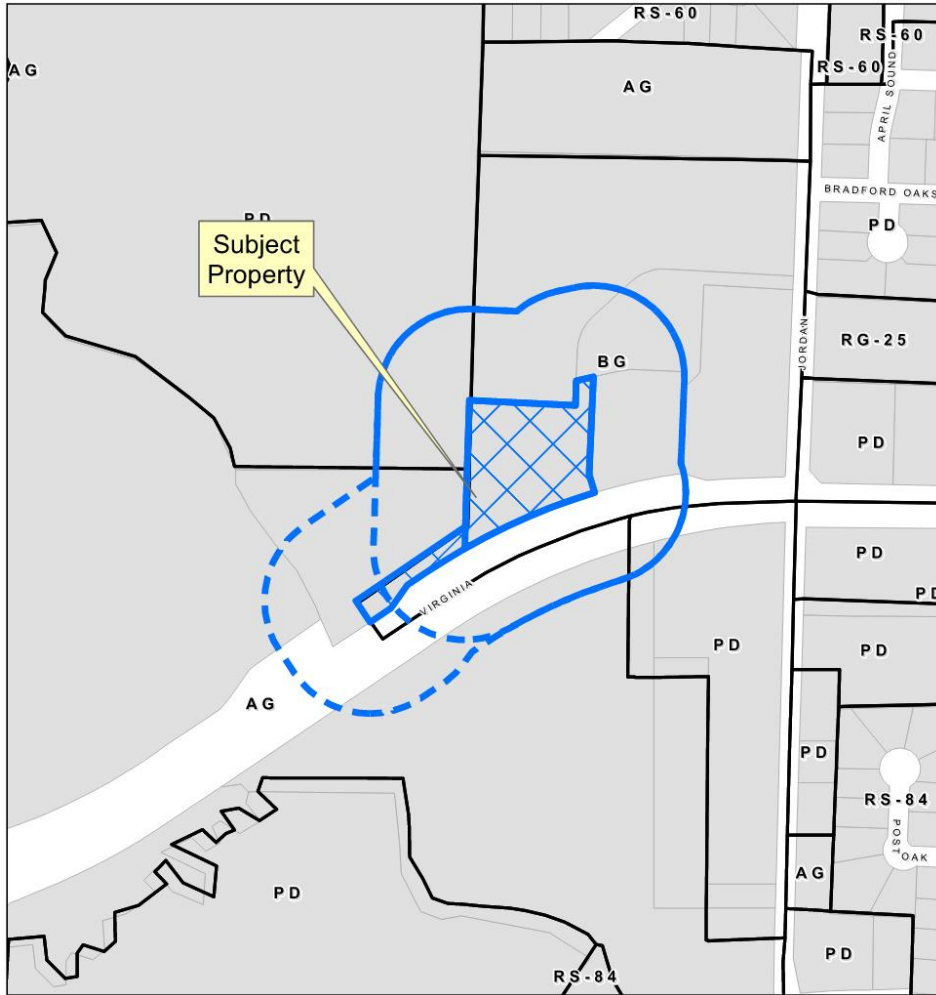 RS-60
RS-60
AG
RS-60
AG
APRIL SOUND
BRADFORD OAKS
PD
PD
Subject
Property
JORDAN
RG-25
BG
PD
PD
VIRGINIA
PD
PD
PD
AG
PD
RS-84
POST
OAK
PD
AG
PD
RS-84